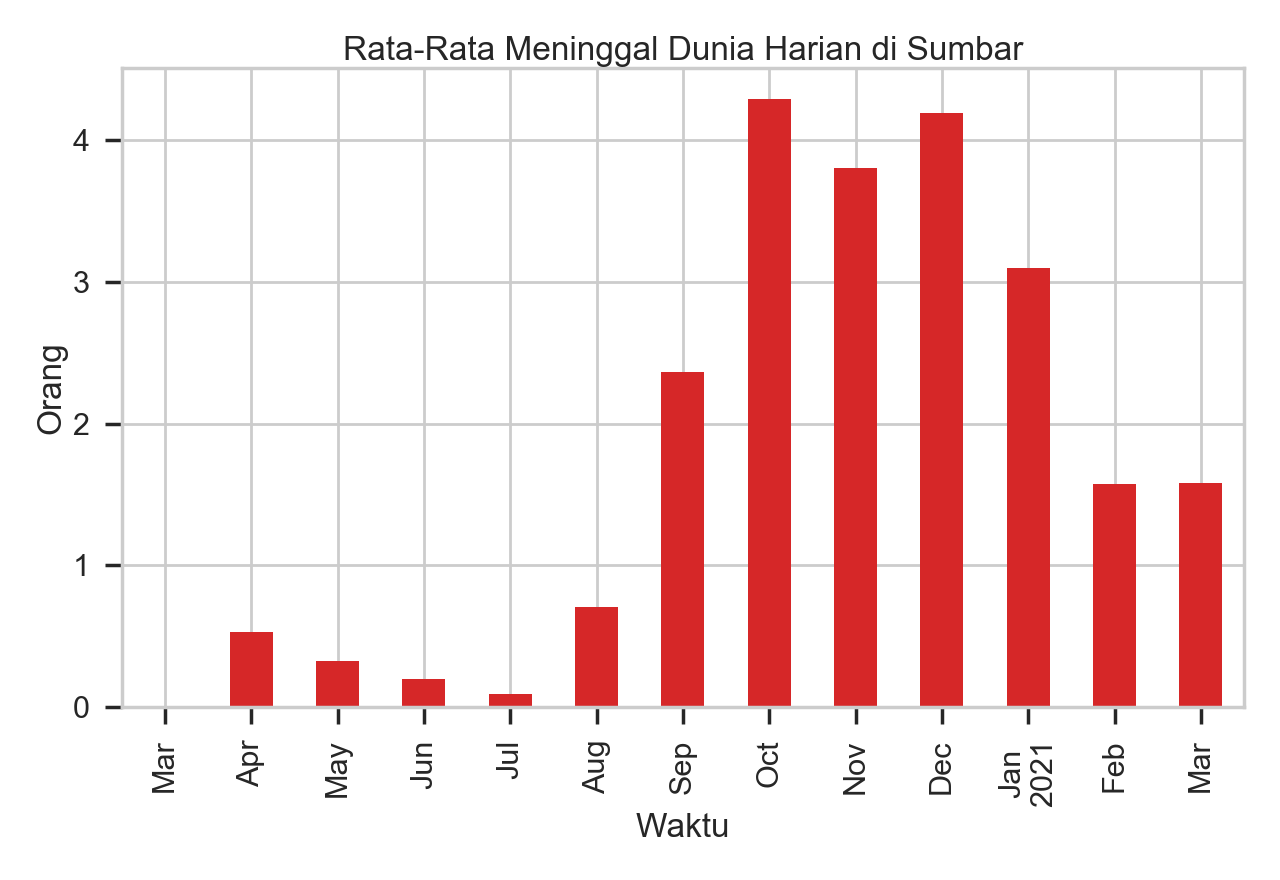 Rata-Rata Meninggal Dunia Harian di Sumbar
Orang
4
3
2
1
0
Mar
Apr
May
Jun
Jul
Aug
Sep
Oct
Nov
Dec
Jan
2021
Feb
Mar
Waktu